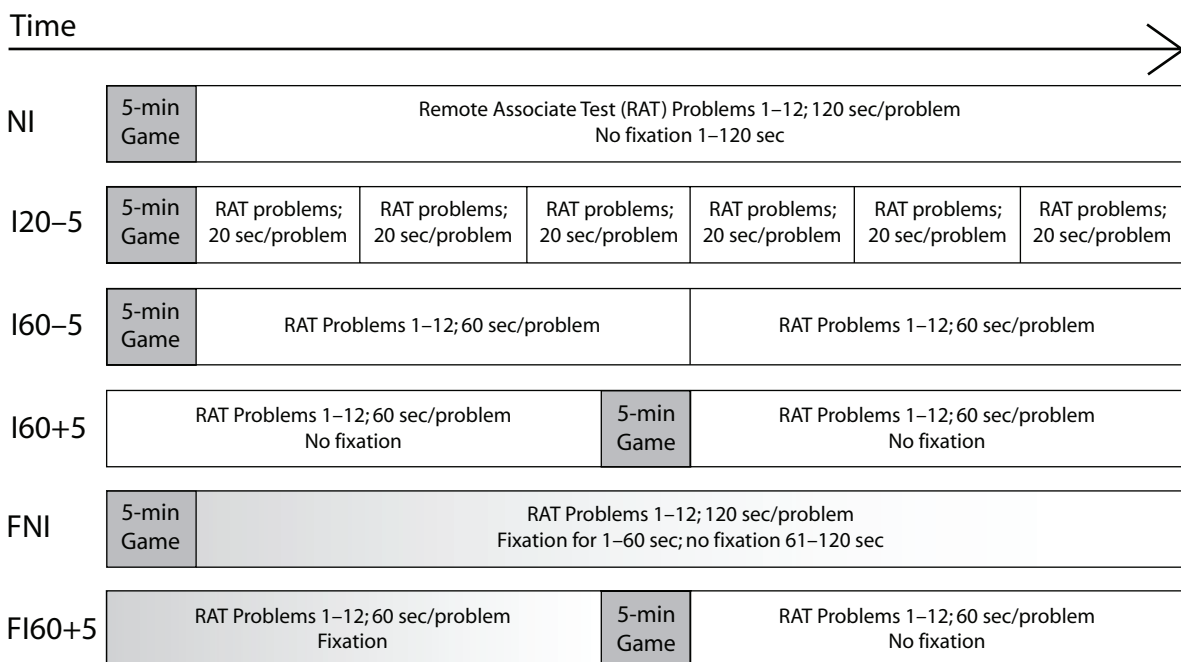 Time
NI
5-min
Game
Remote Associate Test (RAT) Problems 1–12; 120 sec/problem
No fixation 1–120 sec
I20–5
5-min
Game
RAT problems;
20 sec/problem
RAT problems;
20 sec/problem
RAT problems;
20 sec/problem
RAT problems;
20 sec/problem
RAT problems;
20 sec/problem
RAT problems;
20 sec/problem
I60–5
5-min
Game
RAT Problems 1–12; 60 sec/problem
RAT Problems 1–12; 60 sec/problem
I60+5
RAT Problems 1–12; 60 sec/problem
No fixation
5-min
Game
RAT Problems 1–12; 60 sec/problem
No fixation
FNI
5-min
Game
RAT Problems 1–12; 120 sec/problem
Fixation for 1–60 sec; no fixation 61–120 sec
FI60+5
RAT Problems 1–12; 60 sec/problem
Fixation
5-min
Game
RAT Problems 1–12; 60 sec/problem
No fixation